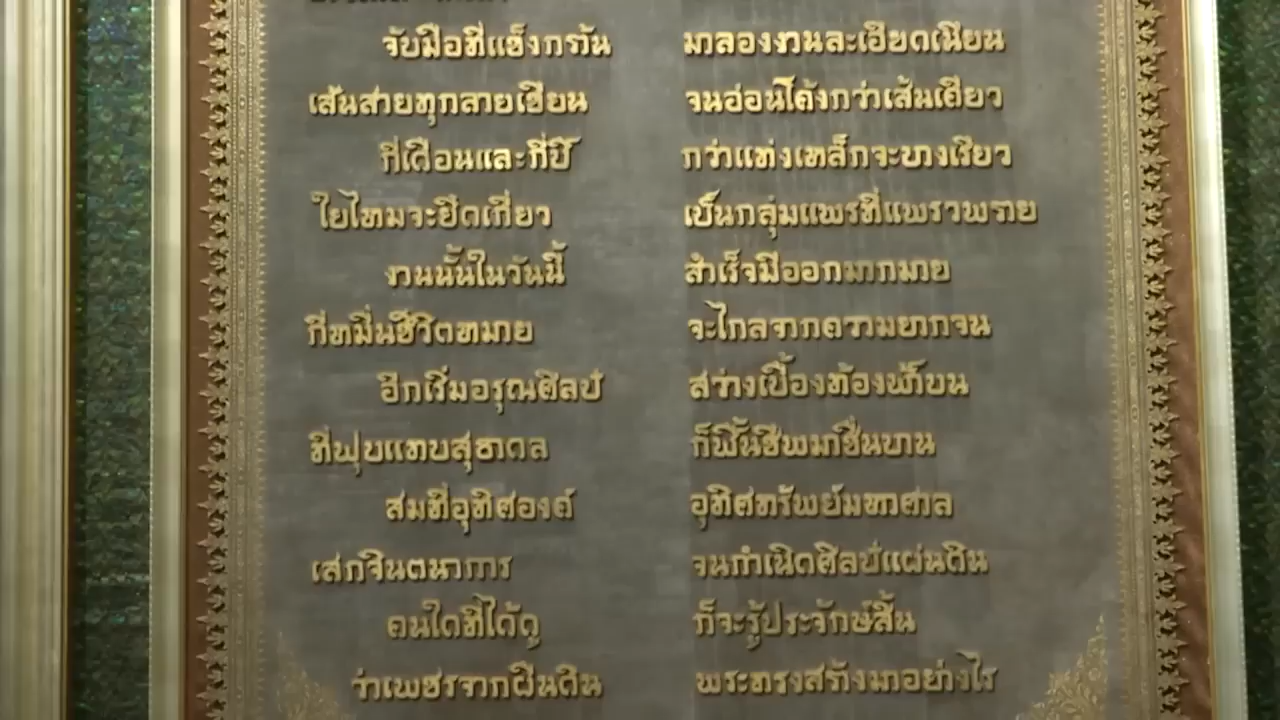 จับมือที่แข็งกร้าน มาลองงานละเอียดเนียน
เส้นสายทุกลายเขียน จนอ่อนโค้งกว่าเส้นเคียว
กี่เดือนและกี่ปี กว่าแท่งเหล็กจะบางเรียว
ใยไหมจะยึดเกี่ยว เป็นกลุ่มแพรที่แพรวพราย
งานนั้นในวันนี้ สำเร็จมีออกมากมาย
กี่หมื่นชีวิตหมาย จะไกลจากความยากจน
อีกเริ่มอรุณศิลป์ สว่างเบื้องท้องฟ้าบน
ที่ฟุบแทบสุธาดล ก็ฟื้นชีพมาชื่นบาน
สมที่อุทิศองค์ อุทิศทรัพย์มหาศาล
เสกจินตนาการ จนกำเนิดศิลป์แผ่นดิน
คนใดที่ได้ดู ก็จะรู้ประจักษ์สิ้น
ว่าเพชรจากผืนดิน พระทรงสร้างมาอย่างไร